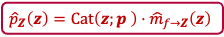 p̂_Z(z) = Cat(z; p) · m̂_{f→Z}(z)